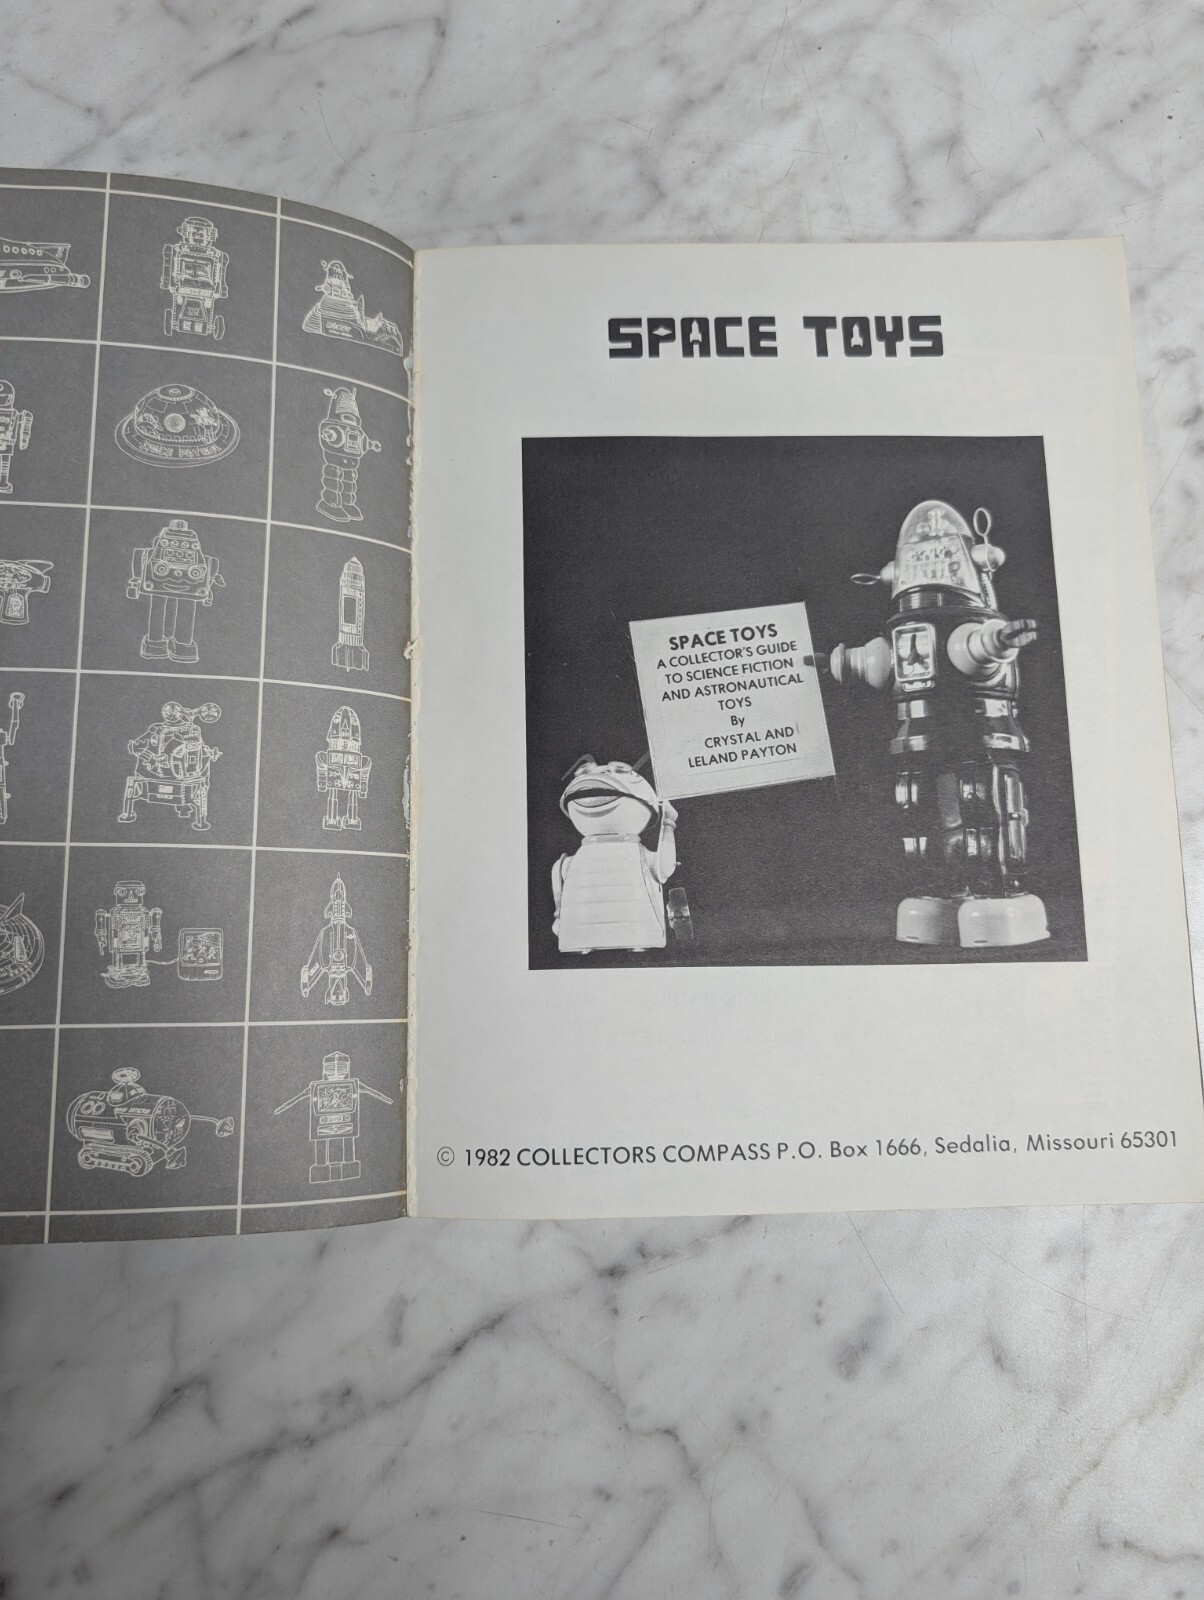 SPACE TOYS
SPACE TOYS
A COLLECTOR'S GUIDE
TO SCIENCE FICTION
AND ASTRONAUTICAL
TOYS
By
CRYSTAL AND
LELAND PAYTON
© 1982 COLLECTORS COMPASS P.O. Box 1666, Sedalia, Missouri 65301